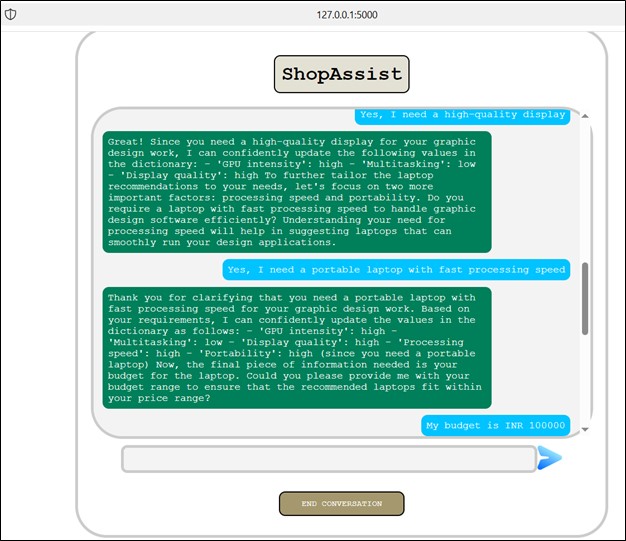 127.0.0.1:5000
ShopAssist
Yes, I need a high-quality display
Great! Since you need a high-quality display for your graphic
design work, I can confidently update the following values in
the dictionary: - 'GPU intensity': high - 'Multitasking': low
- 'Display quality': high To further tailor the laptop
recommendations to your needs, let's focus on two more
important factors: processing speed and portability. Do you
require a laptop with fast processing speed to handle graphic
design software efficiently? Understanding your need for
processing speed will help in suggesting laptops that can
smoothly run your design applications.
Yes, I need a portable laptop with fast processing speed
Thank you for clarifying that you need a portable laptop with
fast processing speed for your graphic design work. Based on
your requirements, I can confidently update the values in the
dictionary as follows: - 'GPU intensity': high -
'Multitasking': low - 'Display quality': high - 'Processing
speed': high - 'Portability': high (since you need a portable
laptop) Now, the final piece of information needed is your
budget for the laptop. Could you please provide me with your
budget range to ensure that the recommended laptops fit within
your price range?
My budget is INR 100000
END CONVERSATION